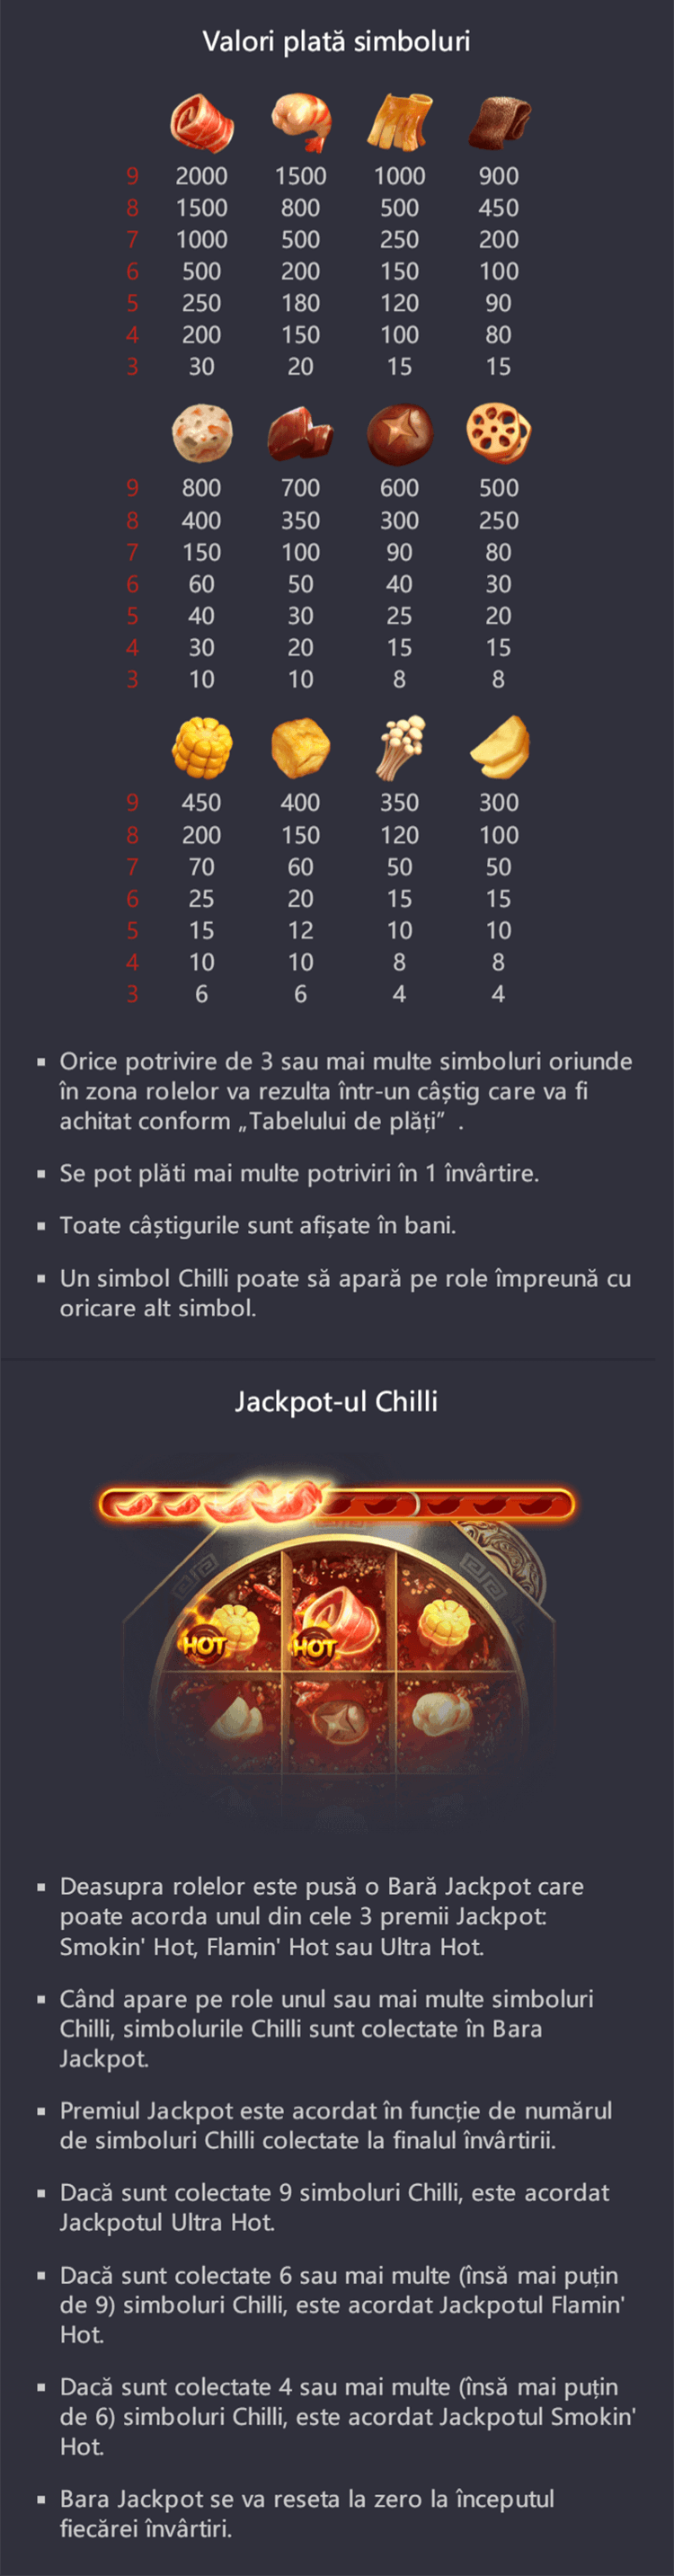 Valori plată simboluri
9 2000 1500 1000 900
8 1500 800 500 450
7 1000 500 250 200
6 500 200 150 100
5 250 180 120 90
4 200 150 100 80
3 30 20 15 15
9 800 700 600 500
8 400 350 300 250
7 150 100 90 80
6 60 50 40 30
5 40 30 25 20
4 30 20 15 15
3 10 10 8 8
9 450 400 350 300
8 200 150 120 100
7 70 60 50 50
6 25 20 15 15
5 15 12 10 10
4 10 10 8 8
3 6 6 4 4
▪ Orice potrivire de 3 sau mai multe simboluri oriunde
în zona rolelor va rezulta într-un câștig care va fi
achitat conform „Tabelului de plăți” .
▪ Se pot plăti mai multe potriviri în 1 învârtire.
▪ Toate câștigurile sunt afișate în bani.
▪ Un simbol Chilli poate să apară pe role împreună cu
oricare alt simbol.
Jackpot-ul Chilli
HOT HOT
▪ Deasupra rolelor este pusă o Bară Jackpot care
poate acorda unul din cele 3 premii Jackpot:
Smokin' Hot, Flamin' Hot sau Ultra Hot.
▪ Când apare pe role unul sau mai multe simboluri
Chilli, simbolurile Chilli sunt colectate în Bara
Jackpot.
▪ Premiul Jackpot este acordat în funcție de numărul
de simboluri Chilli colectate la finalul învârtirii.
▪ Dacă sunt colectate 9 simboluri Chilli, este acordat
Jackpotul Ultra Hot.
▪ Dacă sunt colectate 6 sau mai multe (însă mai puțin
de 9) simboluri Chilli, este acordat Jackpotul Flamin'
Hot.
▪ Dacă sunt colectate 4 sau mai multe (însă mai puțin
de 6) simboluri Chilli, este acordat Jackpotul Smokin'
Hot.
▪ Bara Jackpot se va reseta la zero la începutul
fiecărei învârtiri.